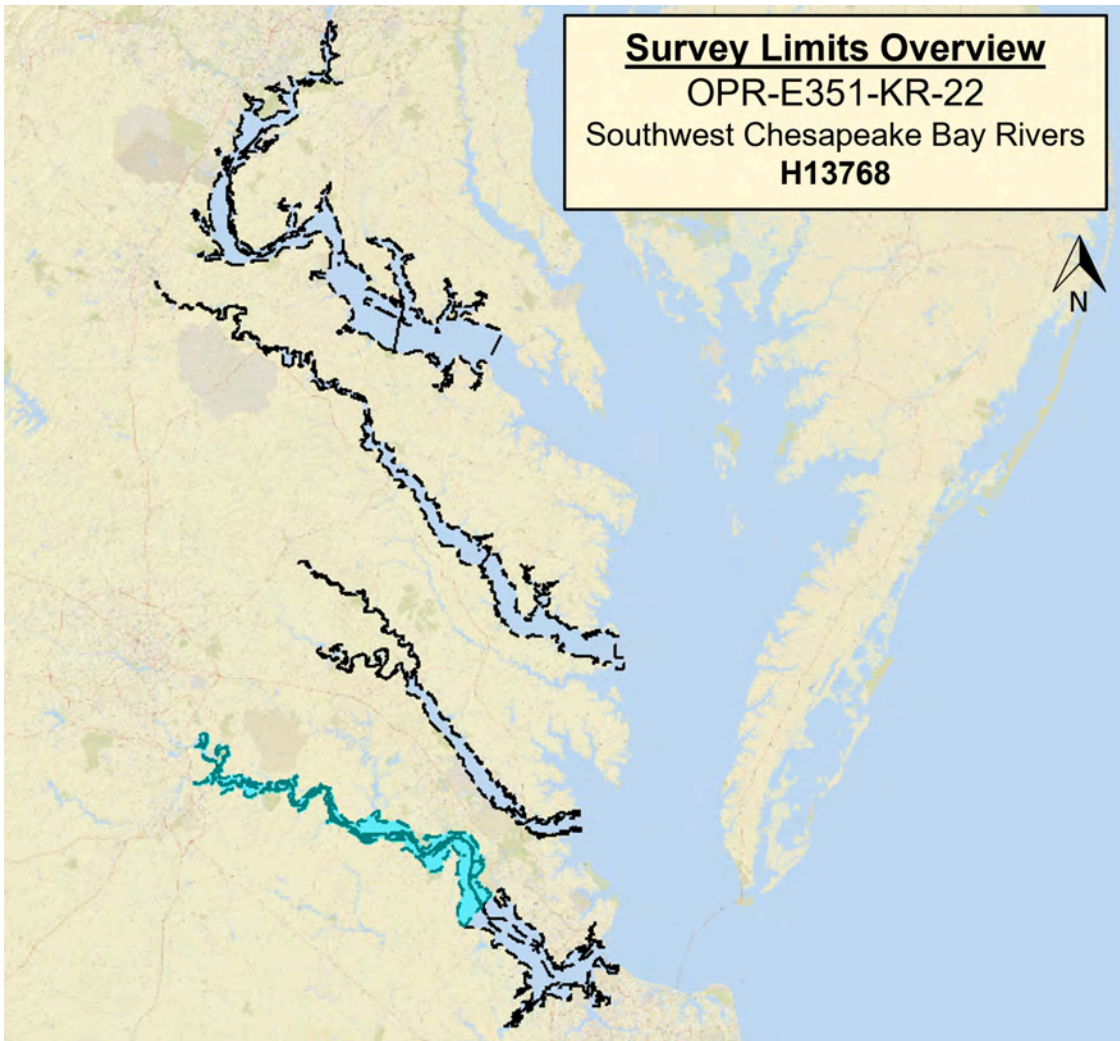 Survey Limits Overview
OPR-E351-KR-22
Southwest Chesapeake Bay Rivers
H13768
N